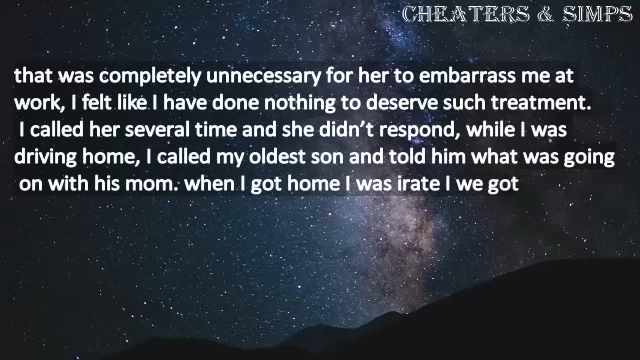 CHEATERS & SIMPS
that was completely unnecessary for her to embarrass me at
work, I felt like I have done nothing to deserve such treatment.
I called her several time and she didn't respond, while I was
driving home, I called my oldest son and told him what was going
on with his mom. when I got home I was irate I we got